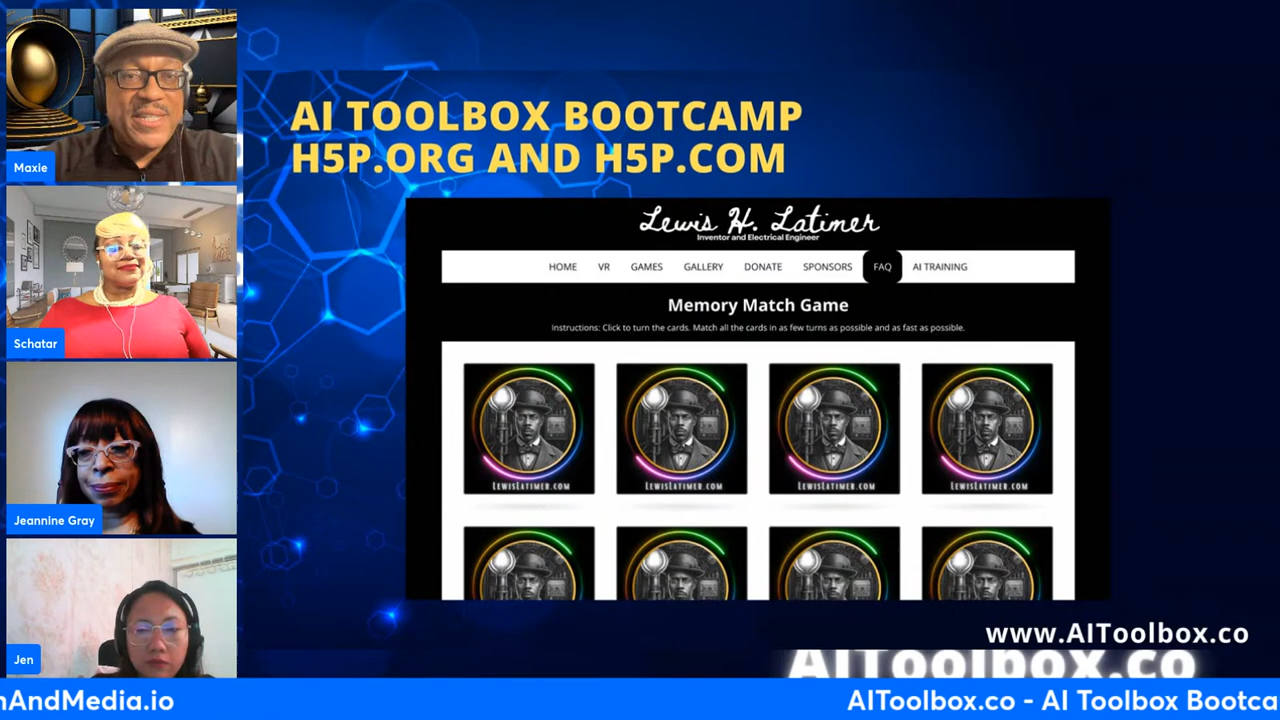 Maxie
Schatar
Jeannine Gray
Jen
AI TOOLBOX BOOTCAMP
H5P.ORG AND H5P.COM
Lewis H. Latimer
Inventor and Electrical Engineer
HOME VR GAMES GALLERY DONATE SPONSORS FAQ AI TRAINING
Memory Match Game
Instructions: Click to turn the cards. Match all the cards in as few turns as possible and as fast as possible.
LEWISLATIMER.COM LEWISLATIMER.COM LEWISLATIMER.COM LEWISLATIMER.COM
www.AIToolbox.co
AIToolbox.co
nAndMedia.io AIToolbox.co - AI Toolbox Bootca